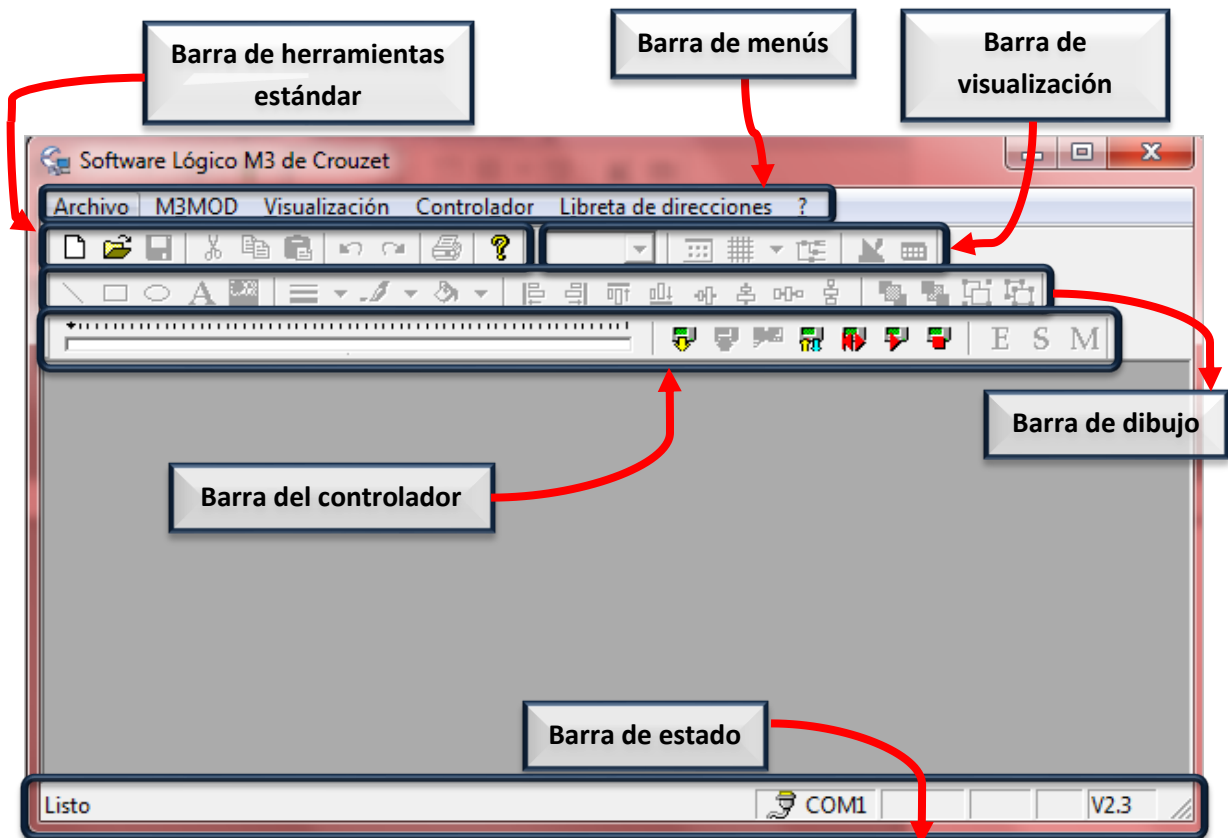 Barra de herramientas
estándar
Barra de menús
Barra de
visualización
Software Lógico M3 de Crouzet
Archivo M3MOD Visualización Controlador Libreta de direcciones ?
A
E S M
Barra de dibujo
Barra del controlador
Barra de estado
Listo COM1 V2.3